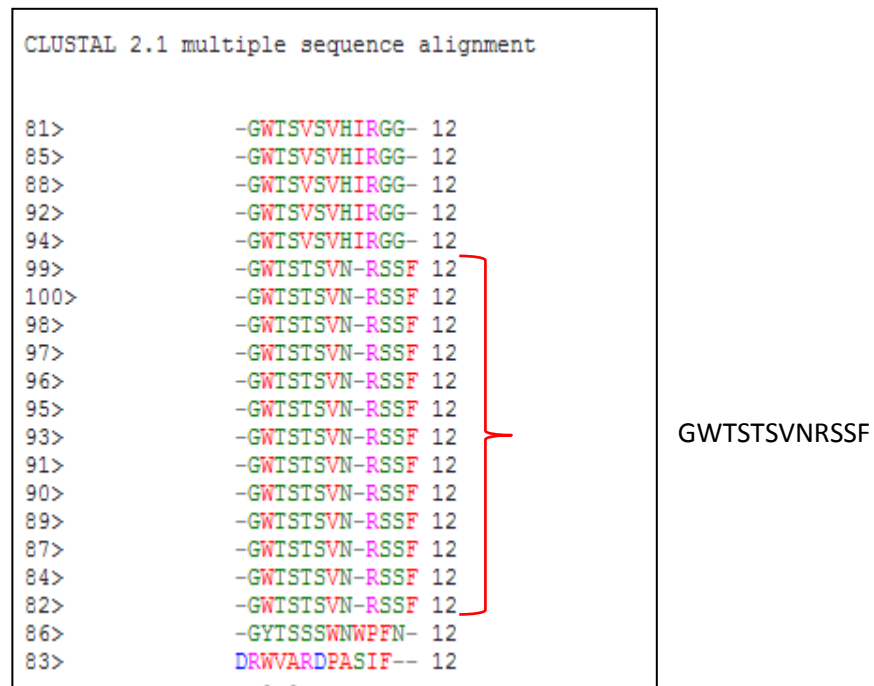 CLUSTAL 2.1 multiple sequence alignment
81> -GWTSVSVHIRGG- 12
85> -GWTSVSVHIRGG- 12
88> -GWTSVSVHIRGG- 12
92> -GWTSVSVHIRGG- 12
94> -GWTSVSVHIRGG- 12
99> -GWTSTSVN-RSSF 12
100> -GWTSTSVN-RSSF 12
98> -GWTSTSVN-RSSF 12
97> -GWTSTSVN-RSSF 12
96> -GWTSTSVN-RSSF 12
95> -GWTSTSVN-RSSF 12
93> -GWTSTSVN-RSSF 12
GWTSTSVNRSSF
91> -GWTSTSVN-RSSF 12
90> -GWTSTSVN-RSSF 12
89> -GWTSTSVN-RSSF 12
87> -GWTSTSVN-RSSF 12
84> -GWTSTSVN-RSSF 12
82> -GWTSTSVN-RSSF 12
86> -GYTSSSWNWPFN- 12
83> DRWVARDPASIF-- 12